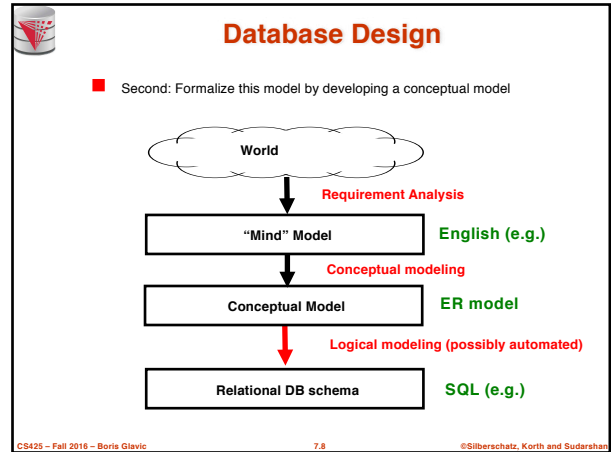 Database Design
Second: Formalize this model by developing a conceptual model
World
Requirement Analysis
“Mind” Model
English (e.g.)
Conceptual modeling
Conceptual Model
ER model
Logical modeling (possibly automated)
Relational DB schema
SQL (e.g.)
CS425 – Fall 2016 – Boris Glavic
7.8
©Silberschatz, Korth and Sudarshan